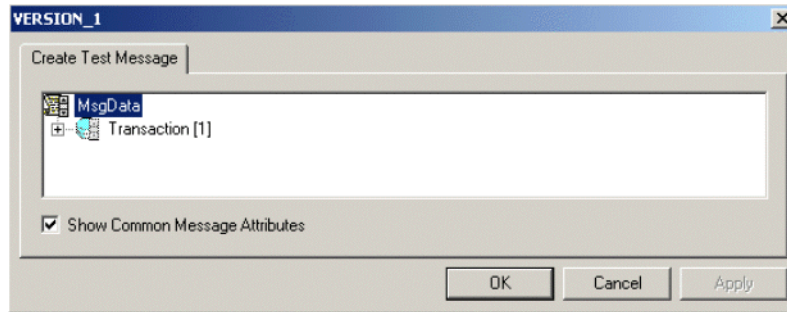 VERSION_1
Create Test Message
MsgData
Transaction [1]
Show Common Message Attributes
OK Cancel Apply